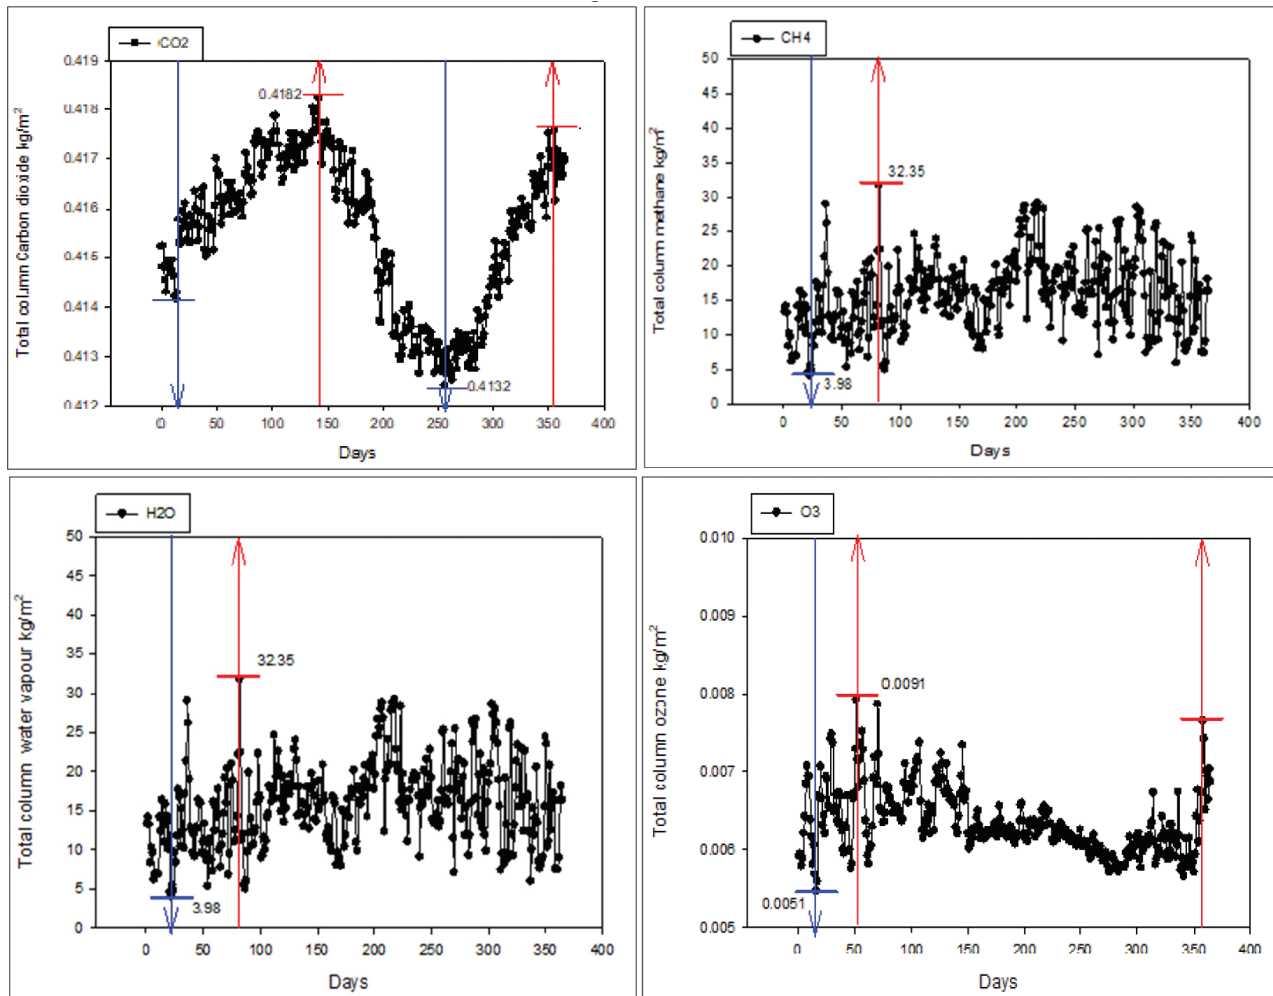 CO2
Total column Carbon dioxide kg/m²
0.419
0.418
0.417
0.416
0.415
0.414
0.413
0.412
0.4182
0.4132
0 50 100 150 200 250 300 350 400
Days
CH4
Total column methane kg/m²
50
45
40
35
30
25
20
15
10
5
0
32.35
3.98
0 50 100 150 200 250 300 350 400
Days
H2O
Total column water vapour kg/m²
50
45
40
35
30
25
20
15
10
5
0
32.35
3.98
0 50 100 150 200 250 300 350 400
Days
O3
Total column ozone kg/m²
0.010
0.009
0.008
0.007
0.006
0.005
0.0091
0.0051
0 50 100 150 200 250 300 350 400
Days